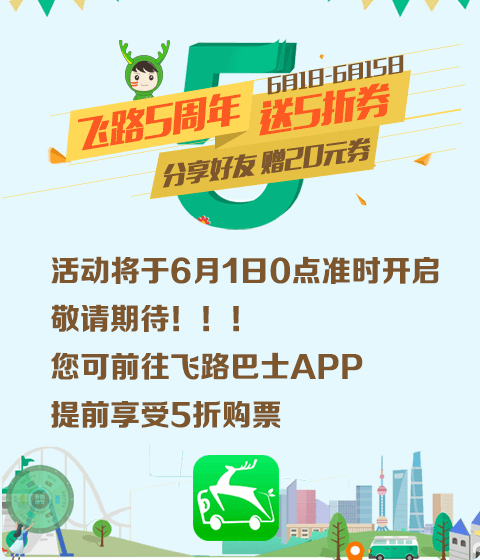 5
6月1日-6月15日
飞路5周年 送5折券
分享好友 赠20元券
活动将于6月1日0点准时开启
敬请期待！！！
您可前往飞路巴士APP
提前享受5折购票